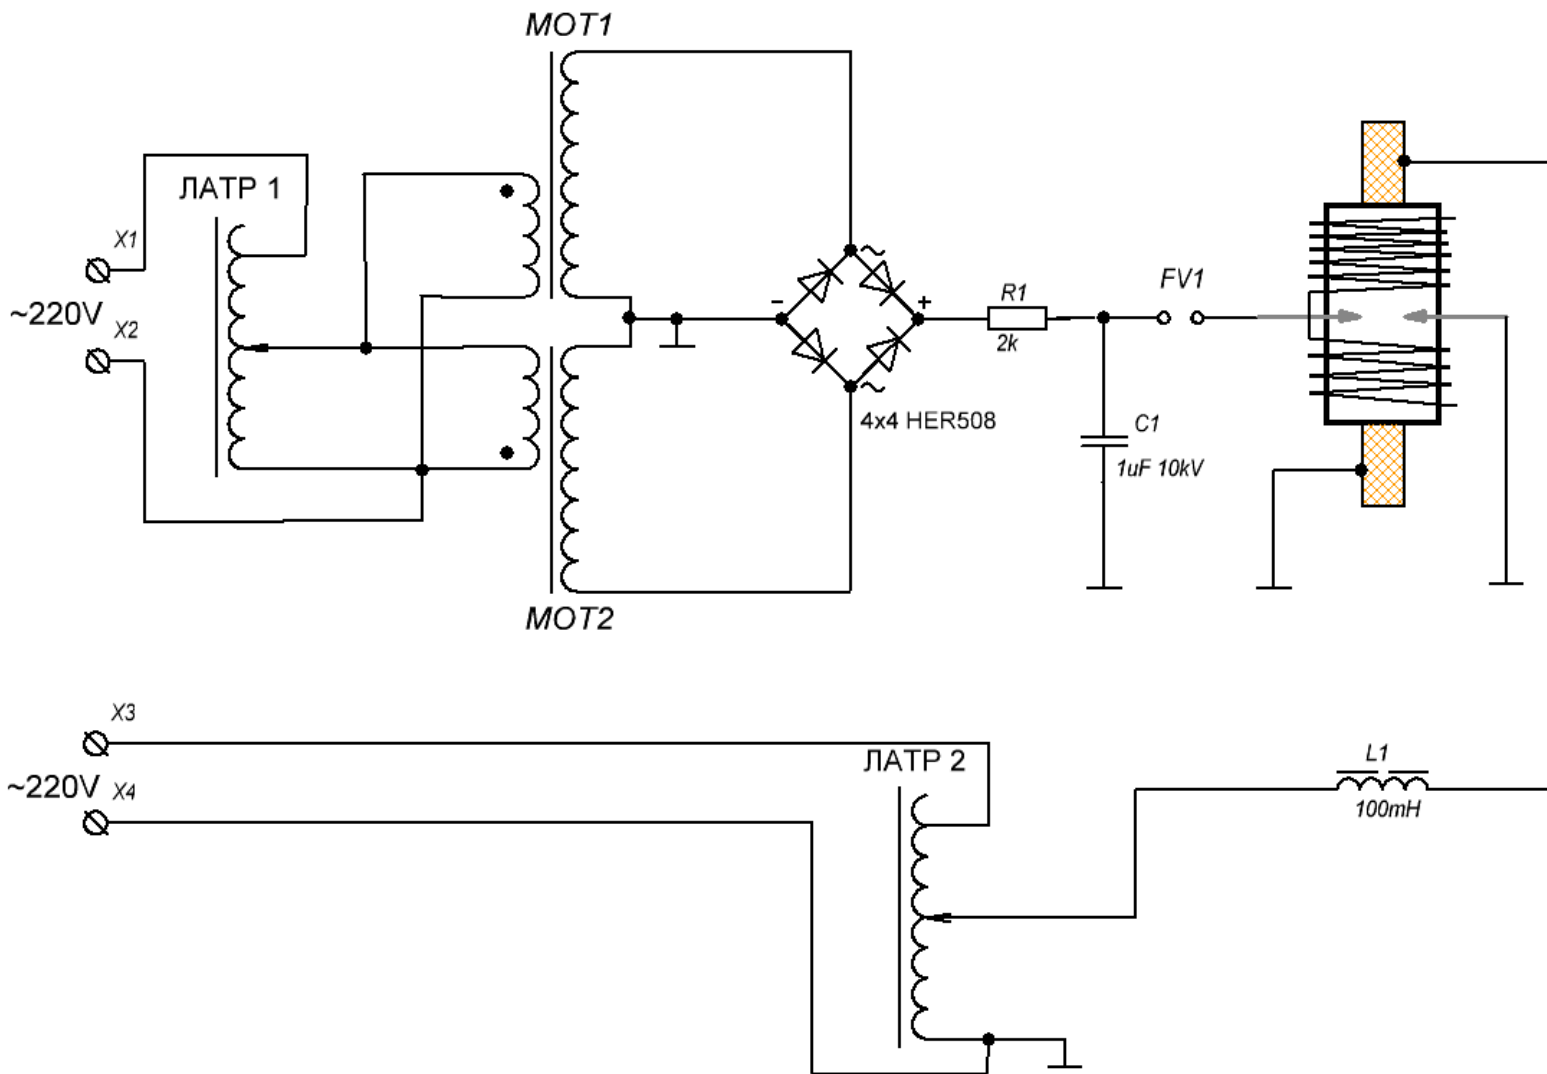 MOT1
ЛАТР 1
X1
~220V
X2
MOT2
~
-
+
~
4x4 HER508
R1
2k
FV1
C1
1uF 10kV
X3
~220V
X4
ЛАТР 2
L1
100mH